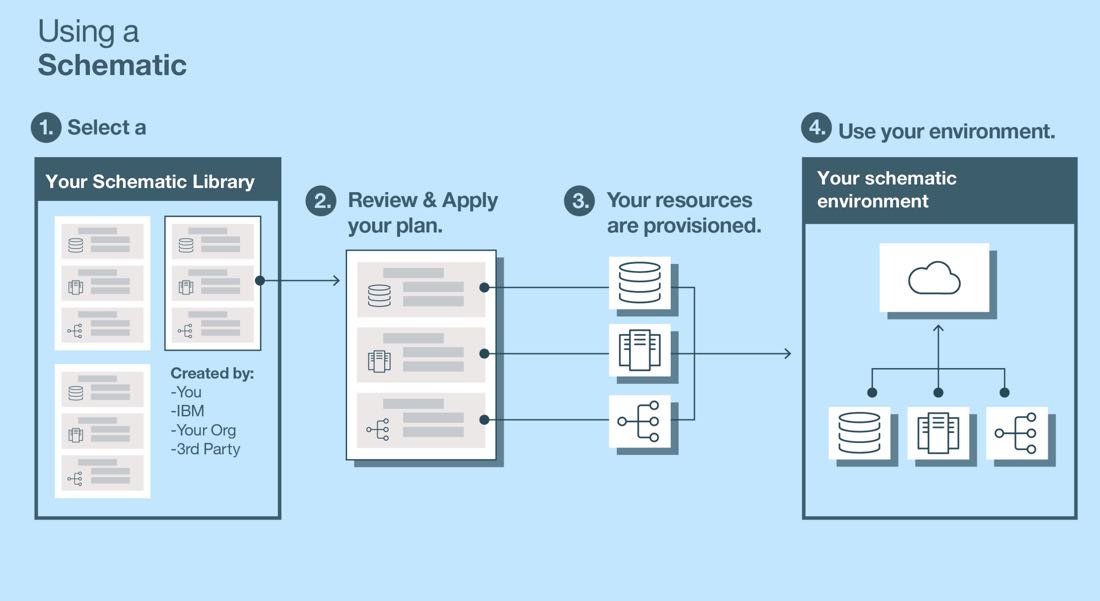 Using a
Schematic
1. Select a
Your Schematic Library
Created by:
-You
-IBM
-Your Org
-3rd Party
2. Review & Apply
your plan.
3. Your resources
are provisioned.
4. Use your environment.
Your schematic
environment